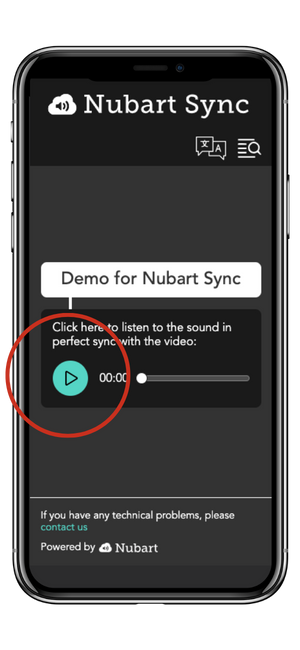 Nubart Sync
文 A
Demo for Nubart Sync
Click here to listen to the sound in
perfect sync with the video:
00:00
If you have any technical problems, please
contact us
Powered by Nubart